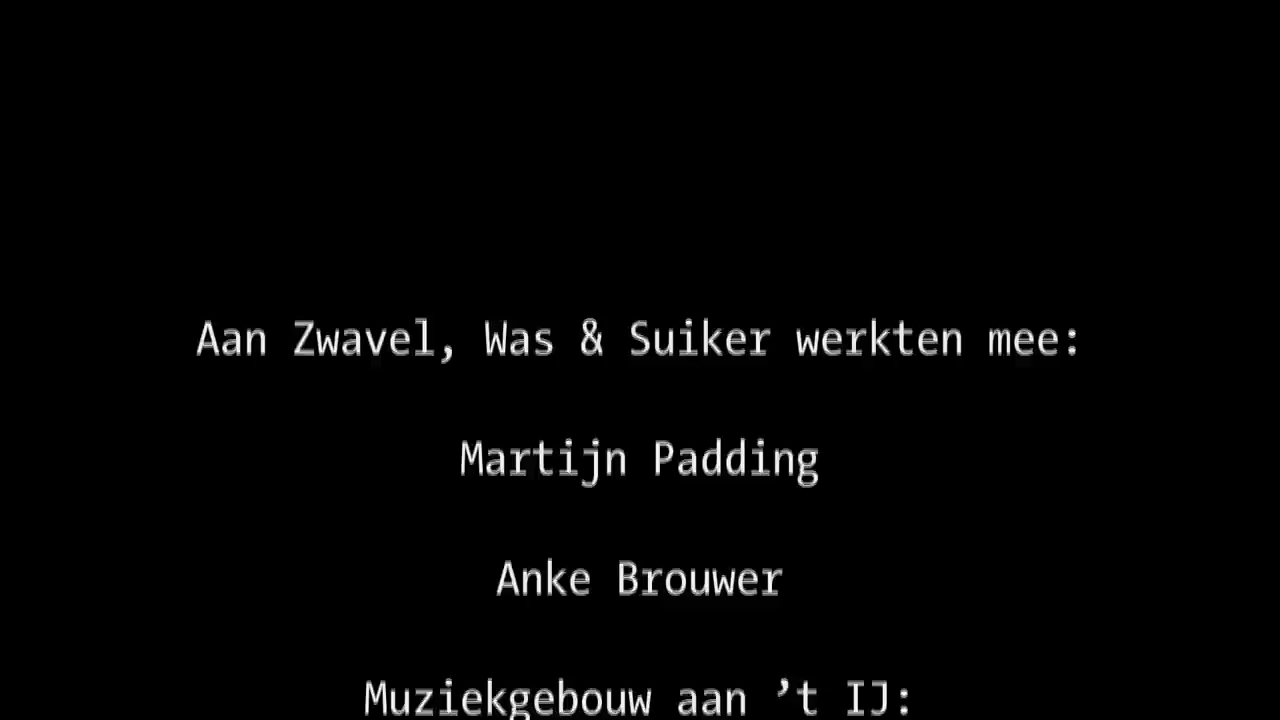 Aan Zwavel, Was & Suiker werkten mee:
Martijn Padding
Anke Brouwer
Muziekgebouw aan ’t IJ: